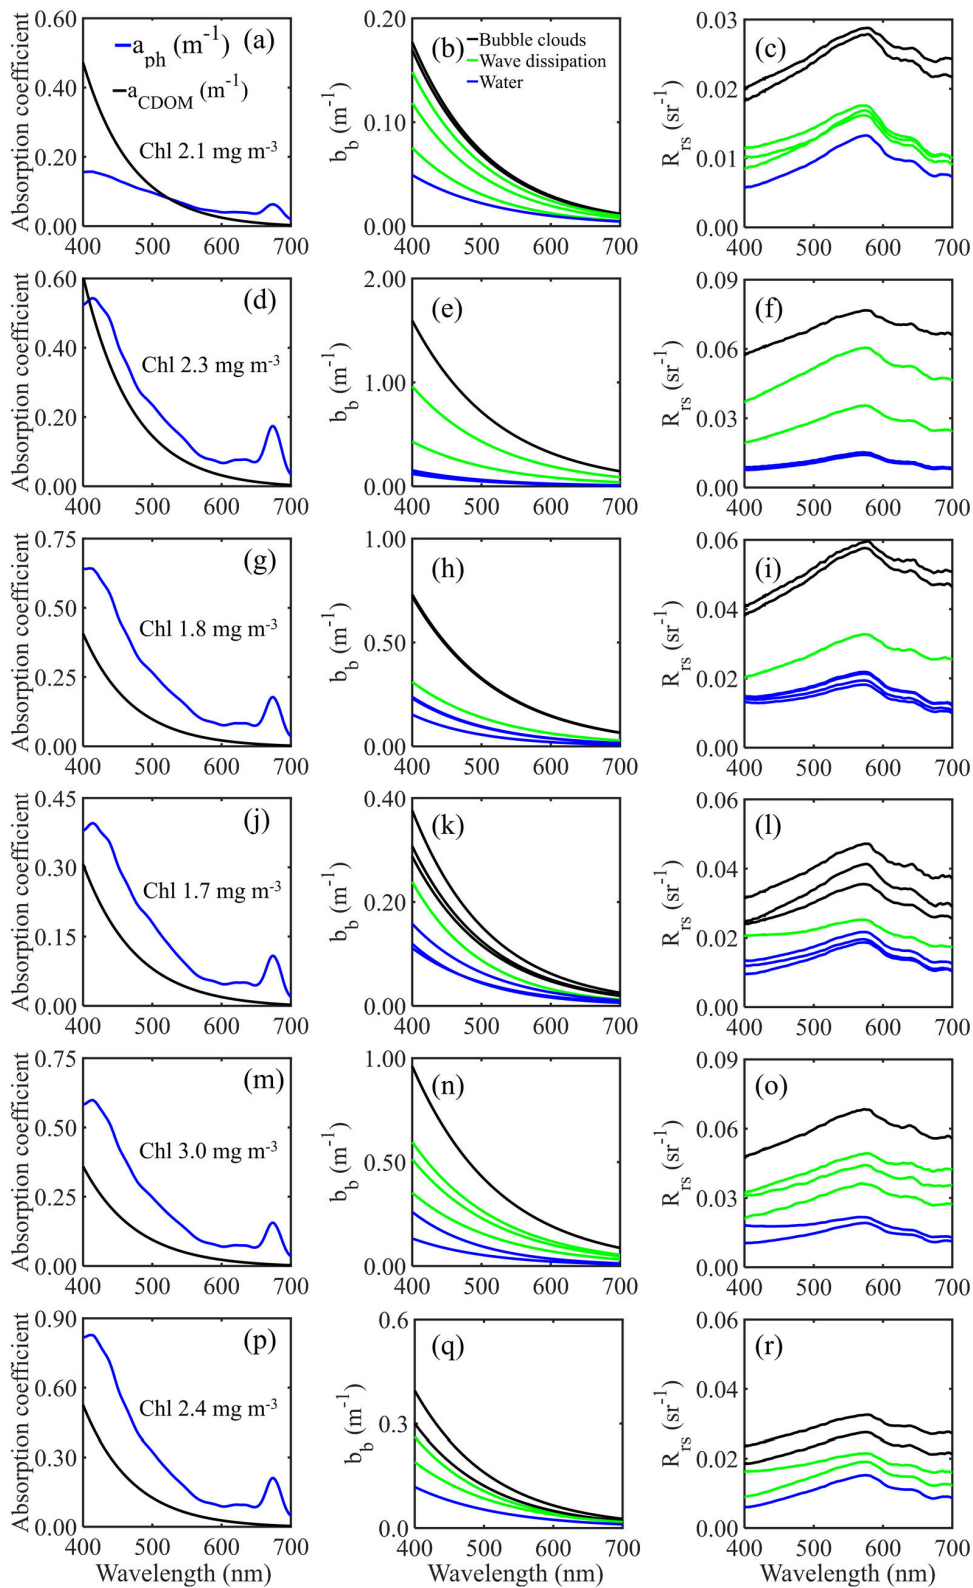 Absorption coefficient
0.60
0.40
0.20
0.00
a_ph (m^-1)
(a)
a_CDOM (m^-1)
Chl 2.1 mg m^-3
400 500 600 700
b_b (m^-1)
0.20
0.10
0.00
(b)
Bubble clouds
Wave dissipation
Water
400 500 600 700
R_rs (sr^-1)
0.03
0.02
0.01
0.00
(c)
400 500 600 700
Absorption coefficient
0.60
0.40
0.20
0.00
(d)
Chl 2.3 mg m^-3
400 500 600 700
b_b (m^-1)
2.00
1.00
0.00
(e)
400 500 600 700
R_rs (sr^-1)
0.09
0.06
0.03
0.00
(f)
400 500 600 700
Absorption coefficient
0.75
0.50
0.25
0.00
(g)
Chl 1.8 mg m^-3
400 500 600 700
b_b (m^-1)
1.00
0.50
0.00
(h)
400 500 600 700
R_rs (sr^-1)
0.06
0.04
0.02
0.00
(i)
400 500 600 700
Absorption coefficient
0.45
0.30
0.15
0.00
(j)
Chl 1.7 mg m^-3
400 500 600 700
b_b (m^-1)
0.40
0.20
0.00
(k)
400 500 600 700
R_rs (sr^-1)
0.06
0.04
0.02
0.00
(l)
400 500 600 700
Absorption coefficient
0.75
0.50
0.25
0.00
(m)
Chl 3.0 mg m^-3
400 500 600 700
b_b (m^-1)
1.00
0.50
0.00
(n)
400 500 600 700
R_rs (sr^-1)
0.09
0.06
0.03
0.00
(o)
400 500 600 700
Absorption coefficient
0.90
0.60
0.30
0.00
(p)
Chl 2.4 mg m^-3
400 500 600 700
Wavelength (nm)
b_b (m^-1)
0.6
0.3
0.0
(q)
400 500 600 700
Wavelength (nm)
R_rs (sr^-1)
0.06
0.04
0.02
0.00
(r)
400 500 600 700
Wavelength (nm)